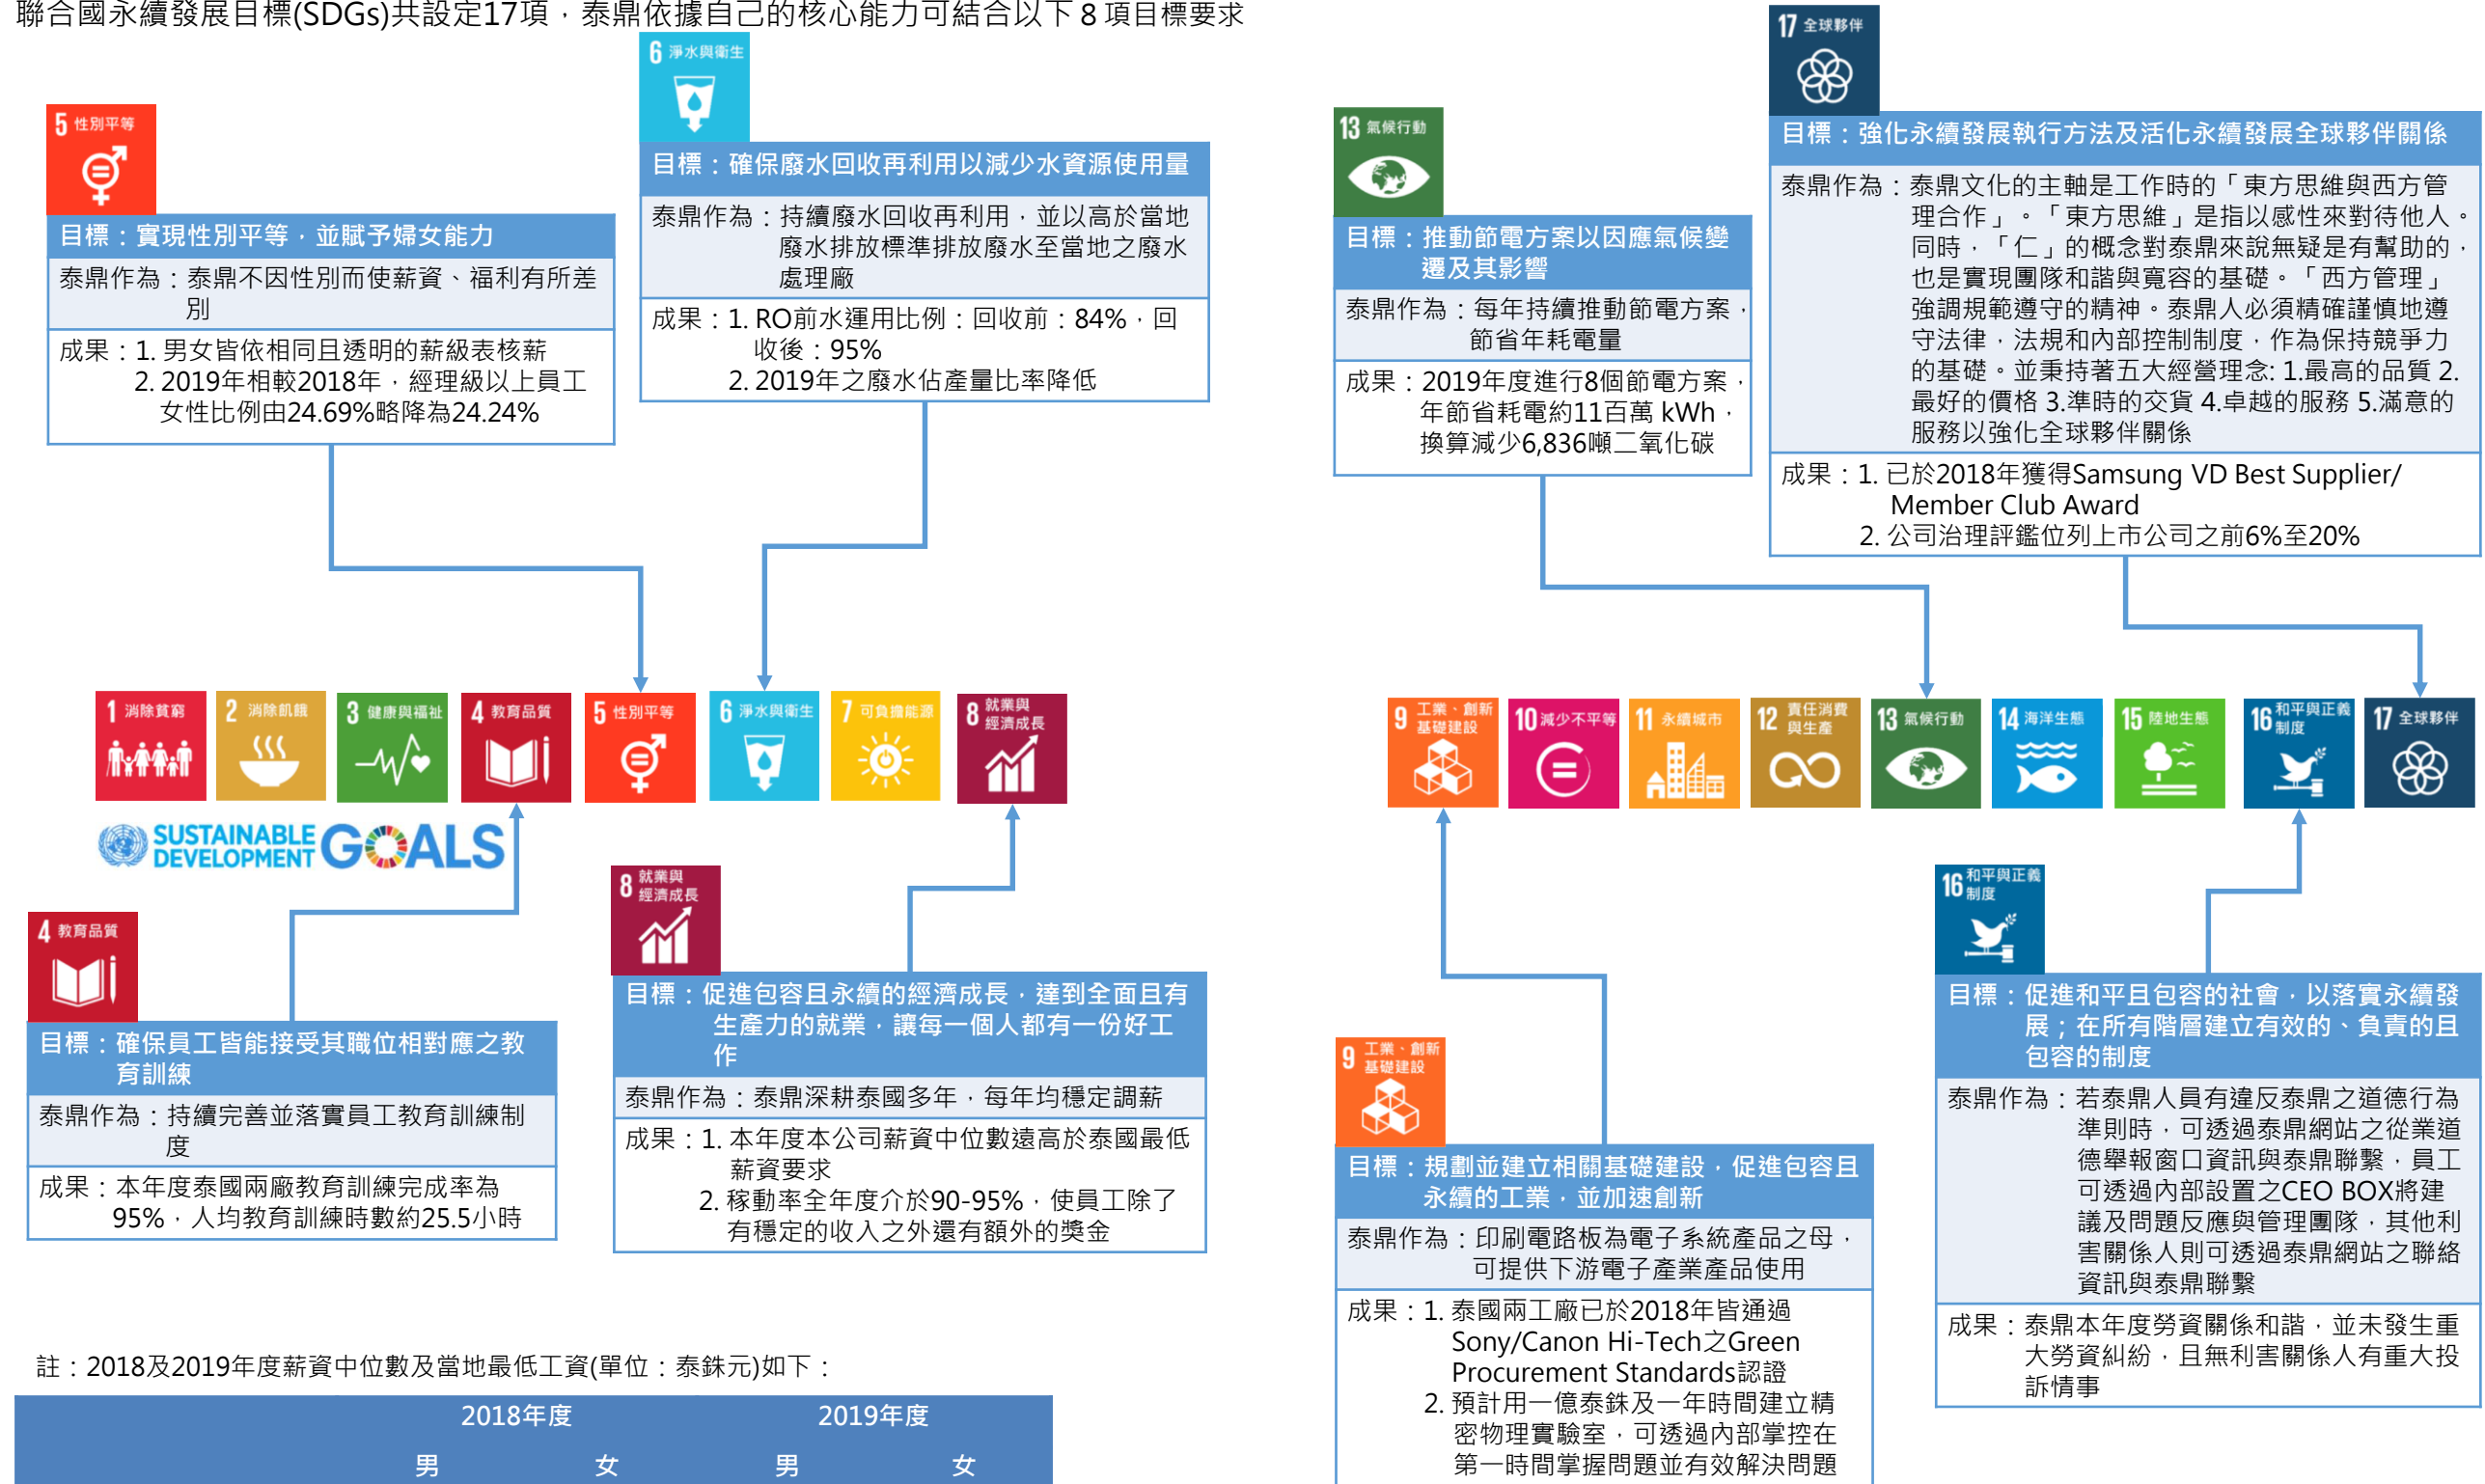 聯合國永續發展目標(SDGs)共設定17項，泰鼎依據自己的核心能力可結合以下 8 項目標要求
5 性別平等
目標：實現性別平等，並賦予婦女能力
泰鼎作為：泰鼎不因性別而使薪資、福利有所差
別
成果：1. 男女皆依相同且透明的薪級表核薪
2. 2019年相較2018年，經理級以上員工
女性比例由24.69%略降為24.24%
6 淨水與衛生
目標：確保廢水回收再利用以減少水資源使用量
泰鼎作為：持續廢水回收再利用，並以高於當地
廢水排放標準排放廢水至當地之廢水
處理廠
成果：1. RO前水運用比例：回收前：84%，回
收後：95%
2. 2019年之廢水佔產量比率降低
13 氣候行動
目標：推動節電方案以因應氣候變
遷及其影響
泰鼎作為：每年持續推動節電方案，
節省年耗電量
成果：2019年度進行8個節電方案，
年節省耗電約11百萬 kWh，
換算減少6,836噸二氧化碳
17 全球夥伴
目標：強化永續發展執行方法及活化永續發展全球夥伴關係
泰鼎作為：泰鼎文化的主軸是工作時的「東方思維與西方管
理合作」。「東方思維」是指以感性來對待他人。
同時，「仁」的概念對泰鼎來說無疑是有幫助的，
也是實現團隊和諧與寬容的基礎。「西方管理」
強調規範遵守的精神。泰鼎人必須精確謹慎地遵
守法律，法規和內部控制制度，作為保持競爭力
的基礎。並秉持著五大經營理念: 1.最高的品質 2.
最好的價格 3.準時的交貨 4.卓越的服務 5.滿意的
服務以強化全球夥伴關係
成果：1. 已於2018年獲得Samsung VD Best Supplier/
Member Club Award
2. 公司治理評鑑位列上市公司之前6%至20%
1 消除貧窮
2 消除飢餓
3 健康與福祉
4 教育品質
5 性別平等
6 淨水與衛生
7 可負擔能源
8 就業與
經濟成長
9 工業、創新
基礎建設
10 減少不平等
11 永續城市
12 責任消費
與生產
13 氣候行動
14 海洋生態
15 陸地生態
16 和平與正義
制度
17 全球夥伴
SUSTAINABLE
DEVELOPMENT GOALS
4 教育品質
目標：確保員工皆能接受其職位相對應之教
育訓練
泰鼎作為：持續完善並落實員工教育訓練制
度
成果：本年度泰國兩廠教育訓練完成率為
95%，人均教育訓練時數約25.5小時
8 就業與
經濟成長
目標：促進包容且永續的經濟成長，達到全面且有
生產力的就業，讓每一個人都有一份好工
作
泰鼎作為：泰鼎深耕泰國多年，每年均穩定調薪
成果：1. 本年度本公司薪資中位數遠高於泰國最低
薪資要求
2. 稼動率全年度介於90-95%，使員工除了
有穩定的收入之外還有額外的獎金
9 工業、創新
基礎建設
目標：規劃並建立相關基礎建設，促進包容且
永續的工業，並加速創新
泰鼎作為：印刷電路板為電子系統產品之母，
可提供下游電子產業產品使用
成果：1. 泰國兩工廠已於2018年皆通過
Sony/Canon Hi-Tech之Green
Procurement Standards認證
2. 預計用一億泰銖及一年時間建立精
密物理實驗室，可透過內部掌控在
第一時間掌握問題並有效解決問題
16 和平與正義
制度
目標：促進和平且包容的社會，以落實永續發
展；在所有階層建立有效的、負責的且
包容的制度
泰鼎作為：若泰鼎人員有違反泰鼎之道德行為
準則時，可透過泰鼎網站之從業道
德舉報窗口資訊與泰鼎聯繫，員工
可透過內部設置之CEO BOX將建
議及問題反應與管理團隊，其他利
害關係人則可透過泰鼎網站之聯絡
資訊與泰鼎聯繫
成果：泰鼎本年度勞資關係和諧，並未發生重
大勞資糾紛，且無利害關係人有重大投
訴情事
註：2018及2019年度薪資中位數及當地最低工資(單位：泰銖元)如下：
2018年度 2019年度
男 女 男 女